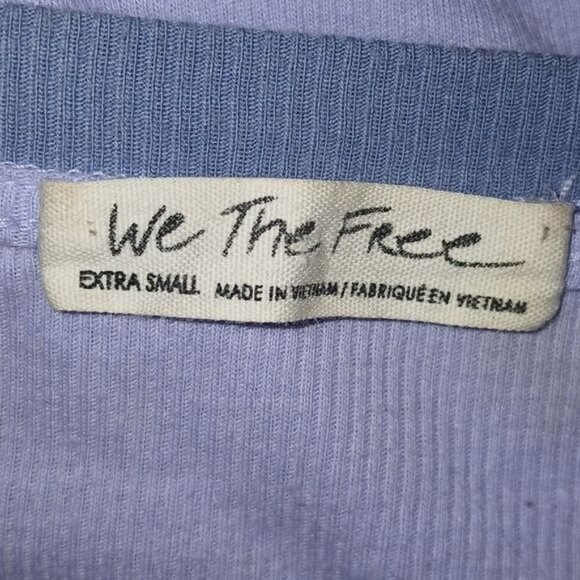 We The Free
EXTRA SMALL MADE IN VIETNAM / FABRIQUÉ EN VIETNAM